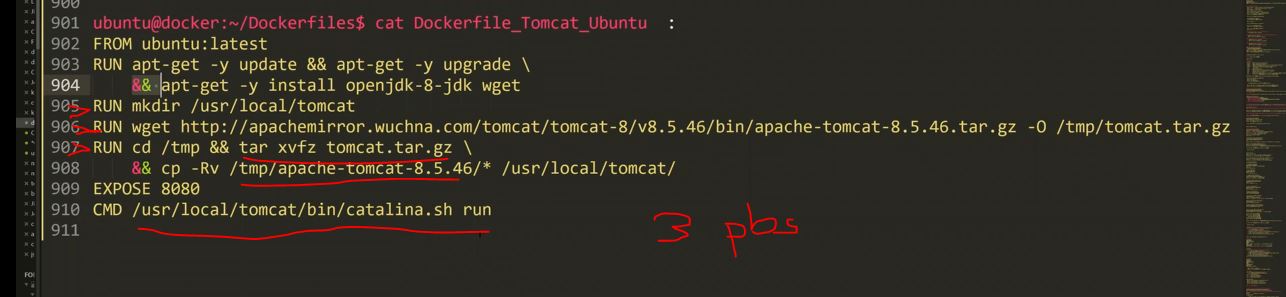 900
901 ubuntu@docker:~/Dockerfiles$ cat Dockerfile_Tomcat_Ubuntu  :
902 FROM ubuntu:latest
903 RUN apt-get -y update && apt-get -y upgrade \
904     && apt-get -y install openjdk-8-jdk wget
905 RUN mkdir /usr/local/tomcat
906 RUN wget http://apachemirror.wuchna.com/tomcat/tomcat-8/v8.5.46/bin/apache-tomcat-8.5.46.tar.gz -O /tmp/tomcat.tar.gz
907 RUN cd /tmp && tar xvfz tomcat.tar.gz \
908     && cp -Rv /tmp/apache-tomcat-8.5.46/* /usr/local/tomcat/
909 EXPOSE 8080
910 CMD /usr/local/tomcat/bin/catalina.sh run
911
3 pbs
FO